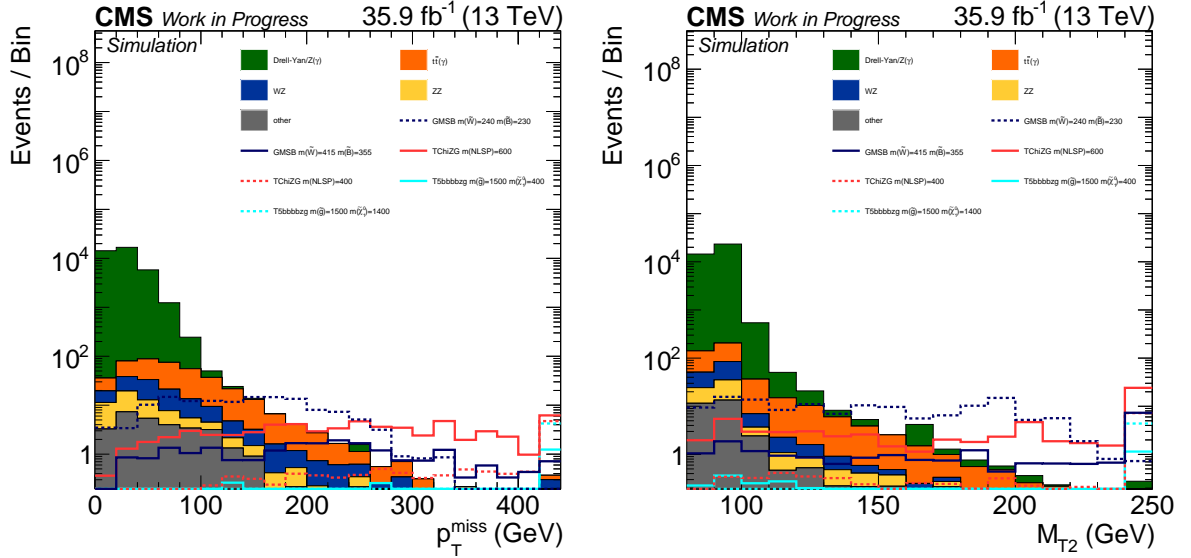 CMS Work in Progress 35.9 fb⁻¹ (13 TeV)
Simulation
Drell-Yan/Z(γ) tt̄(γ)
WZ ZZ
other GMSB m(W̃)=240 m(B̃)=230
GMSB m(W̃)=415 m(B̃)=355 TChiZG m(NLSP)=600
TChiZG m(NLSP)=400 T5bbbbzg m(g̃)=1500 m(χ̃₁⁰)=400
T5bbbbzg m(g̃)=1500 m(χ̃₁⁰)=1400
Events / Bin
10⁸
10⁶
10⁴
10²
1
0 100 200 300 400
p_T^miss (GeV)
CMS Work in Progress 35.9 fb⁻¹ (13 TeV)
Simulation
Drell-Yan/Z(γ) tt̄(γ)
WZ ZZ
other GMSB m(W̃)=240 m(B̃)=230
GMSB m(W̃)=415 m(B̃)=355 TChiZG m(NLSP)=600
TChiZG m(NLSP)=400 T5bbbbzg m(g̃)=1500 m(χ̃₁⁰)=400
T5bbbbzg m(g̃)=1500 m(χ̃₁⁰)=1400
Events / Bin
10⁸
10⁶
10⁴
10²
1
100 150 200 250
M_T2 (GeV)